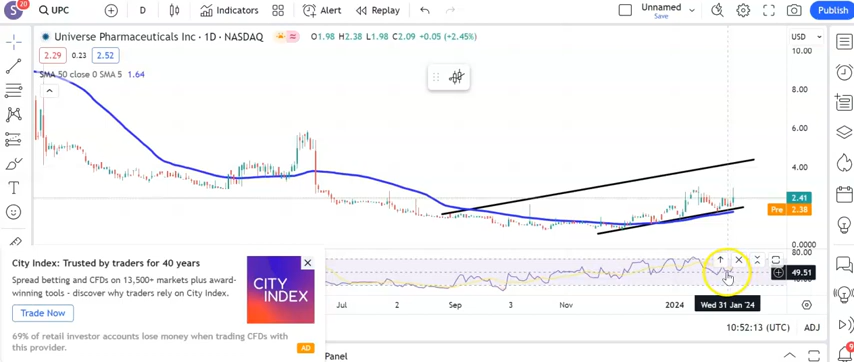 S
20
UPC
D
Indicators
Alert
Replay
Unnamed
Save
Publish
Universe Pharmaceuticals Inc · 1D · NASDAQ
O1.98 H2.38 L1.98 C2.09 +0.05 (+2.45%)
USD
2.29
0.23
2.52
SMA 50 close 0 SMA 5 1.64
10.00
8.00
6.00
4.00
2.41
Pre
2.38
0.0000
80.00
49.51
City Index: Trusted by traders for 40 years
Spread betting and CFDs on 13,500+ markets plus award-
winning tools - discover why traders rely on City Index.
Trade Now
CITY
INDEX
69% of retail investor accounts lose money when trading CFDs with
this provider.
AD
Jul
2
Sep
3
Nov
2024
Wed 31 Jan '24
10:52:13 (UTC)
ADJ
Panel